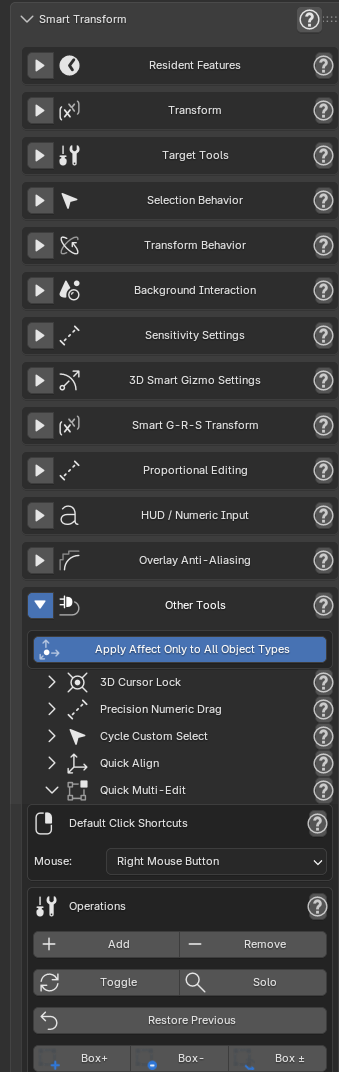 Smart Transform
Resident Features
Transform
Target Tools
Selection Behavior
Transform Behavior
Background Interaction
Sensitivity Settings
3D Smart Gizmo Settings
Smart G-R-S Transform
Proportional Editing
HUD / Numeric Input
Overlay Anti-Aliasing
Other Tools
Apply Affect Only to All Object Types
3D Cursor Lock
Precision Numeric Drag
Cycle Custom Select
Quick Align
Quick Multi-Edit
Default Click Shortcuts
Mouse: Right Mouse Button
Operations
Add Remove
Toggle Solo
Restore Previous
Box+ Box- Box ±